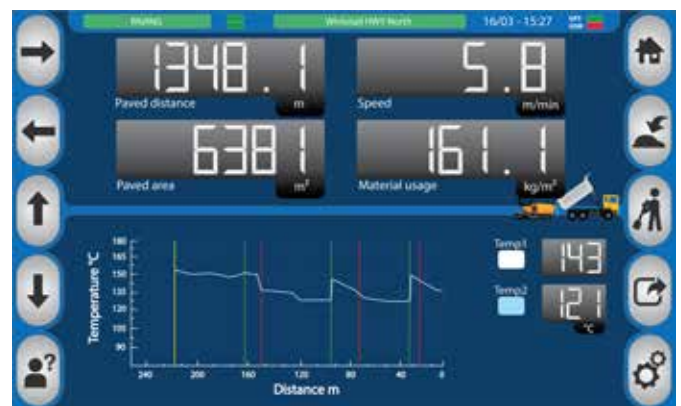 PAVING
Whitehall HWY North
16/03 - 15:27
1348.1
Paved distance
m
5.8
Speed
m/min
6381
Paved area
m²
161.1
Material usage
kg/m²
Temperature °C
180
165
150
135
120
105
90
240
200
160
120
80
40
0
Distance m
Temp1
143
Temp2
121
°C
?